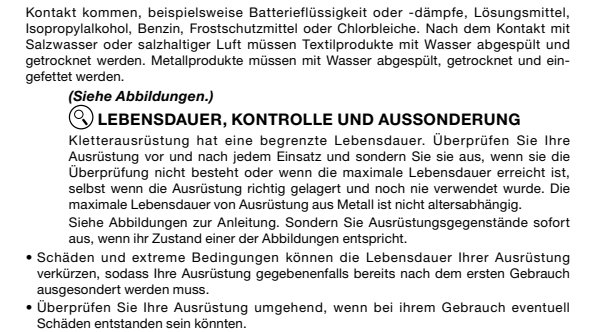 Kontakt kommen, beispielsweise Batterieflüssigkeit oder -dämpfe, Lösungsmittel,
Isopropylalkohol, Benzin, Frostschutzmittel oder Chlorbleiche. Nach dem Kontakt mit
Salzwasser oder salzhaltiger Luft müssen Textilprodukte mit Wasser abgespült und
getrocknet werden. Metallprodukte müssen mit Wasser abgespült, getrocknet und ein-
gefettet werden.
(Siehe Abbildungen.)
LEBENSDAUER, KONTROLLE UND AUSSONDERUNG
Kletterausrüstung hat eine begrenzte Lebensdauer. Überprüfen Sie Ihre
Ausrüstung vor und nach jedem Einsatz und sondern Sie sie aus, wenn sie die
Überprüfung nicht besteht oder wenn die maximale Lebensdauer erreicht ist,
selbst wenn die Ausrüstung richtig gelagert und noch nie verwendet wurde. Die
maximale Lebensdauer von Ausrüstung aus Metall ist nicht altersabhängig.
Siehe Abbildungen zur Anleitung. Sondern Sie Ausrüstungsgegenstände sofort
aus, wenn ihr Zustand einer der Abbildungen entspricht.
• Schäden und extreme Bedingungen können die Lebensdauer Ihrer Ausrüstung
verkürzen, sodass Ihre Ausrüstung gegebenenfalls bereits nach dem ersten Gebrauch
ausgesondert werden muss.
• Überprüfen Sie Ihre Ausrüstung umgehend, wenn bei ihrem Gebrauch eventuell
Schäden entstanden sein könnten.